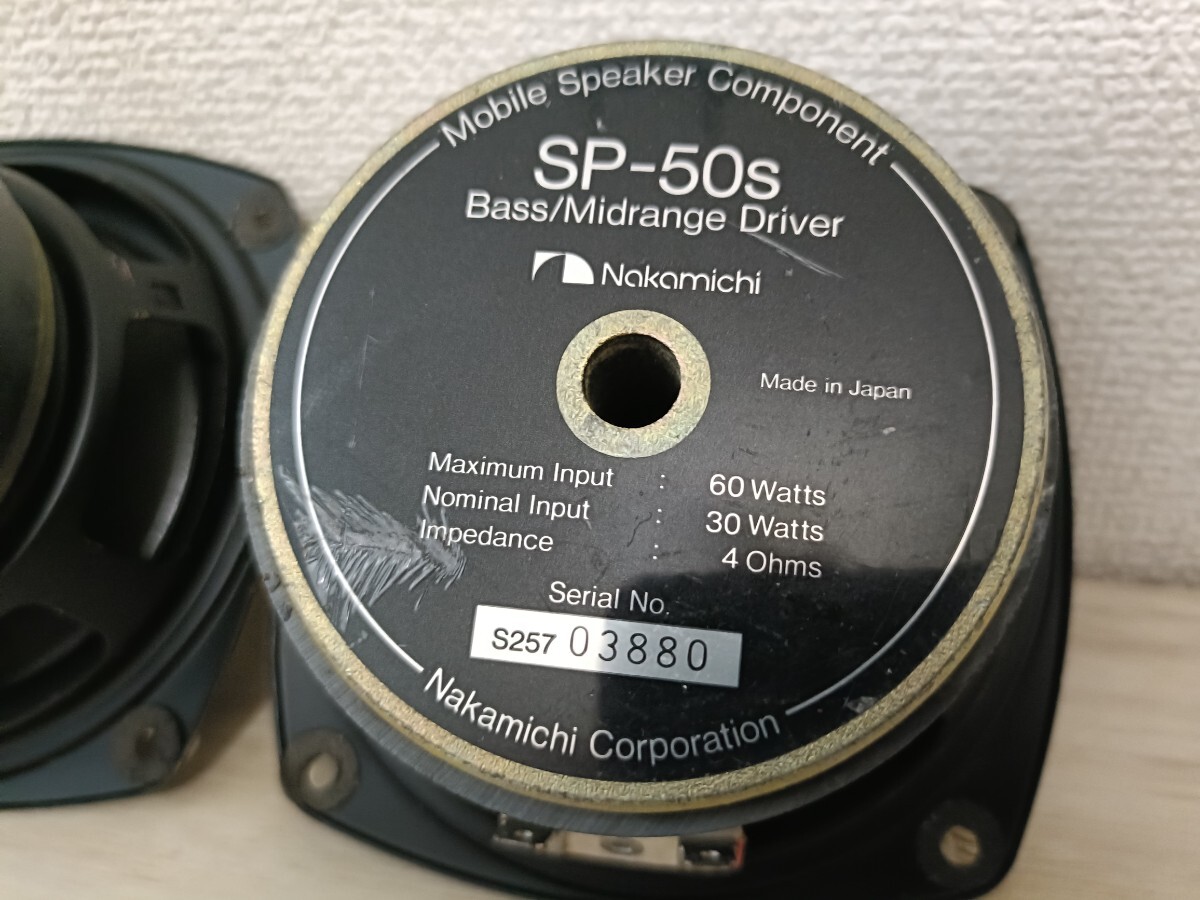 Mobile Speaker Component
SP-50s
Bass/Midrange Driver
Nakamichi
Made in Japan
Maximum Input : 60 Watts
Nominal Input : 30 Watts
Impedance : 4 Ohms
Serial No.
S257 03880
Nakamichi Corporation